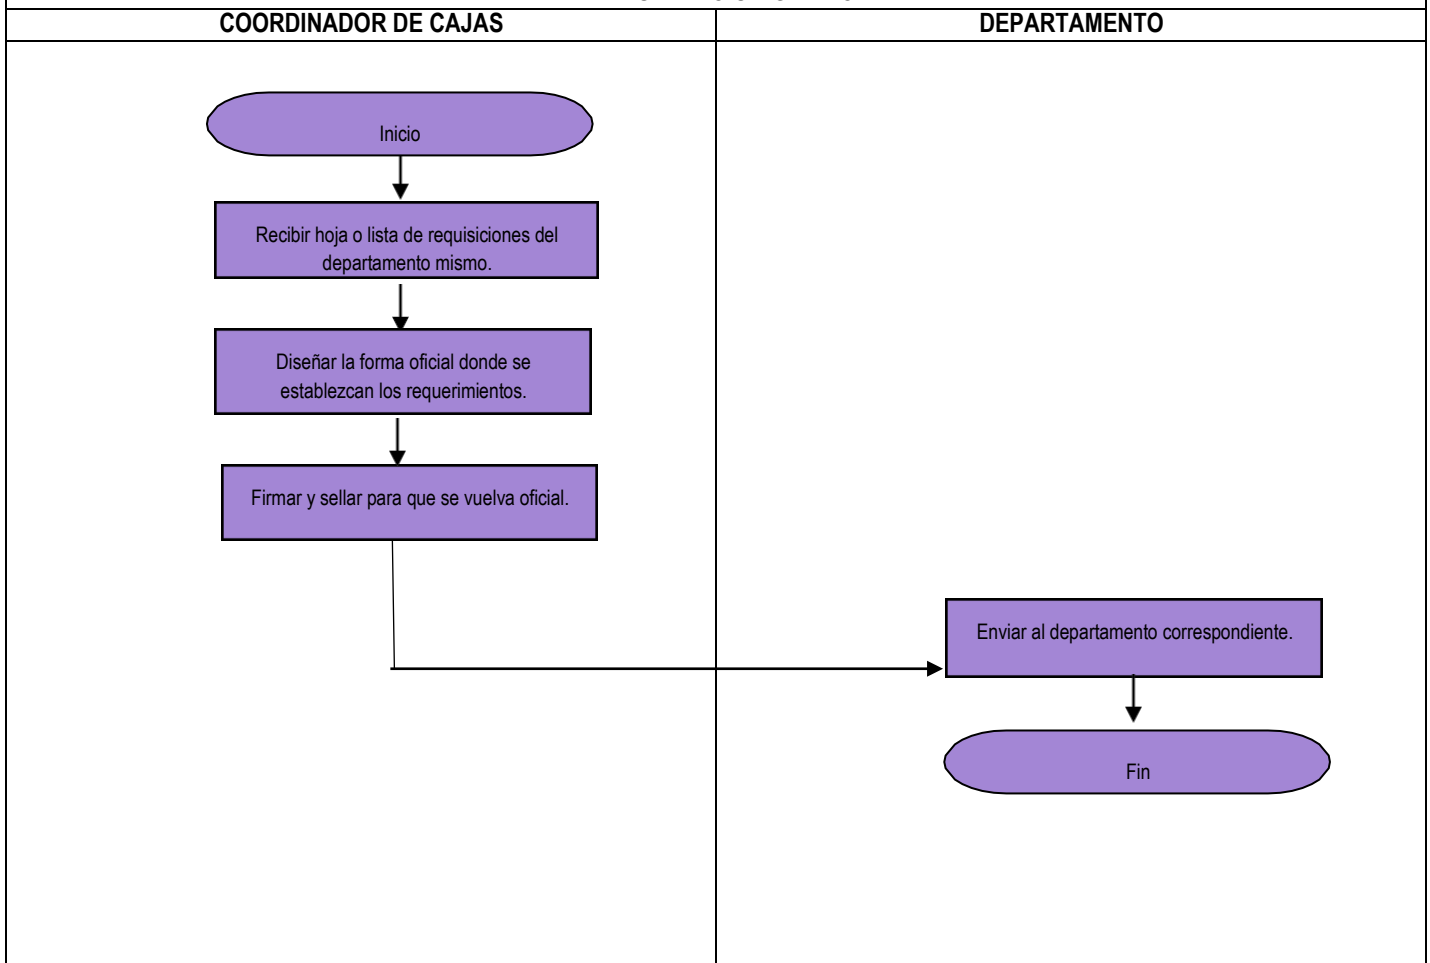 COORDINADOR DE CAJAS
DEPARTAMENTO
Inicio
Recibir hoja o lista de requisiciones del
departamento mismo.
Diseñar la forma oficial donde se
establezcan los requerimientos.
Firmar y sellar para que se vuelva oficial.
Enviar al departamento correspondiente.
Fin